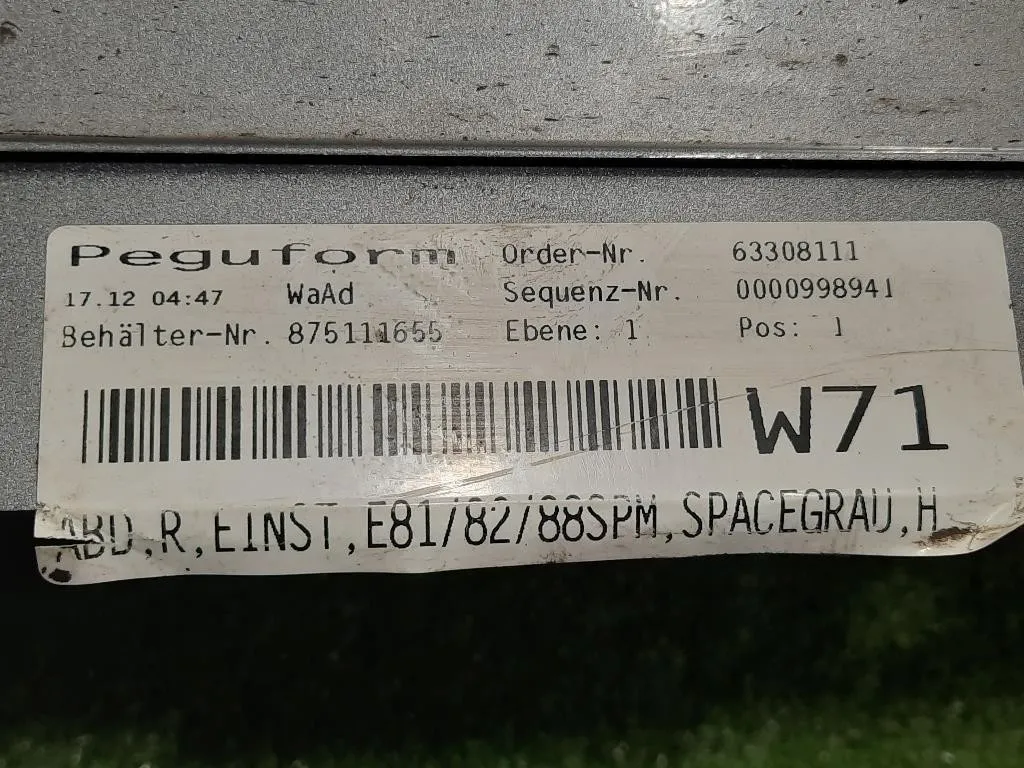 Peguform Order-Nr. 63308111
17.12 04:47 WaAd Sequenz-Nr. 0000998941
Behälter-Nr. 875111655 Ebene: 1 Pos: 1
W71
ABD,R,EINST,E81/82/88SPM,SPACEGRAU,H